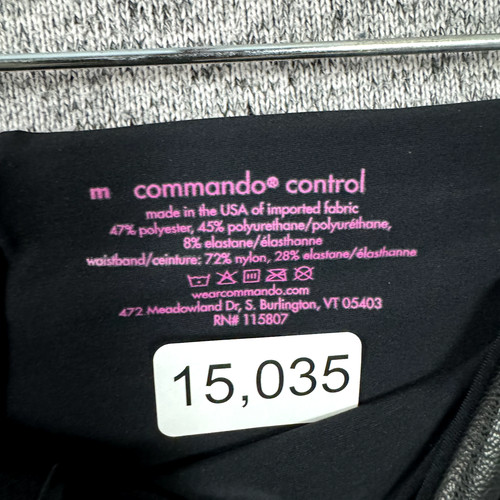 m commando® control
made in the USA of imported fabric
47% polyester, 45% polyurethane/polyuréthane,
8% elastane/élasthanne
waistband/ceinture: 72% nylon, 28% elastane/élasthanne
wearcommando.com
472 Meadowland Dr, S. Burlington, VT 05403
RN# 115807
15,035